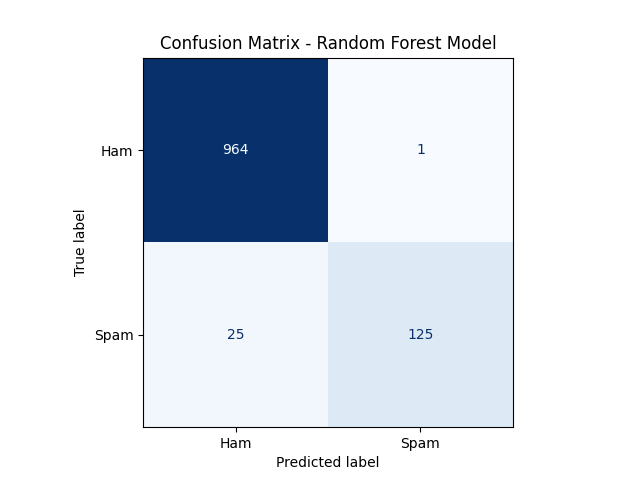 Confusion Matrix - Random Forest Model
True label
Ham
964
1
Spam
25
125
Ham
Spam
Predicted label